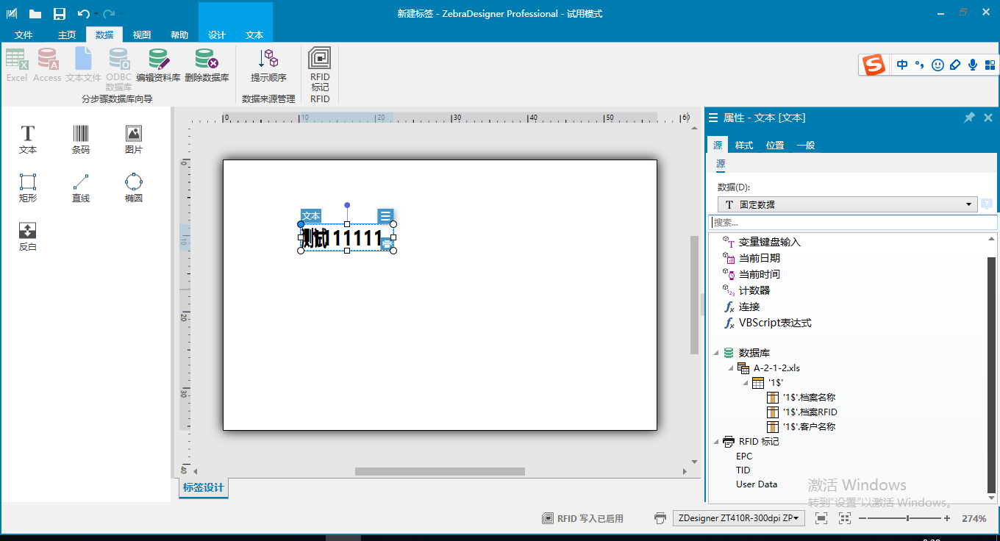 新建标签 - ZebraDesigner Professional - 试用模式
文件 主页 数据 视图 帮助 设计 文本
Excel Access 文本文件 ODBC 数据库 编辑资料库 删除数据库 提示顺序 RFID 标记
分步骤数据库向导 数据来源管理 RFID
S 中
文本 条码 图片
矩形 直线 椭圆
反白
0 10 20 30 40 50 60
0
10
20
30
40
文本
测试11111
标签设计
属性 - 文本 [文本]
源 样式 位置 一般
源
数据(D):
T 固定数据
搜索...
变量键盘输入
当前日期
当前时间
计数器
连接
VBScript表达式
数据库
A-2-1-2.xls
'1$'
'1$'.档案名称
'1$'.档案RFID
'1$'.客户名称
RFID 标记
EPC
TID
User Data
激活 Windows
转到"设置"以激活 Windows。
RFID 写入已启用 ZDesigner ZT410R-300dpi ZP 274%